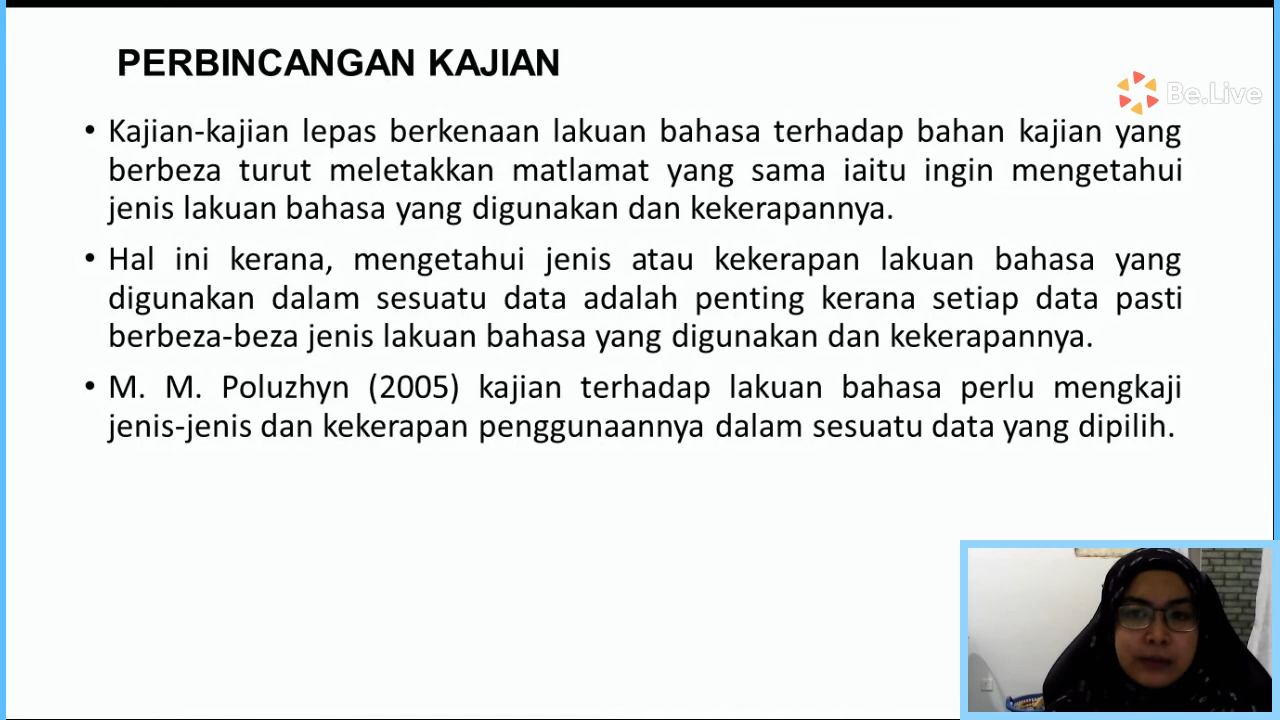 PERBINCANGAN KAJIAN
Be.Live
• Kajian-kajian lepas berkenaan lakuan bahasa terhadap bahan kajian yang
berbeza turut meletakkan matlamat yang sama iaitu ingin mengetahui
jenis lakuan bahasa yang digunakan dan kekerapannya.
• Hal ini kerana, mengetahui jenis atau kekerapan lakuan bahasa yang
digunakan dalam sesuatu data adalah penting kerana setiap data pasti
berbeza-beza jenis lakuan bahasa yang digunakan dan kekerapannya.
• M. M. Poluzhyn (2005) kajian terhadap lakuan bahasa perlu mengkaji
jenis-jenis dan kekerapan penggunaannya dalam sesuatu data yang dipilih.